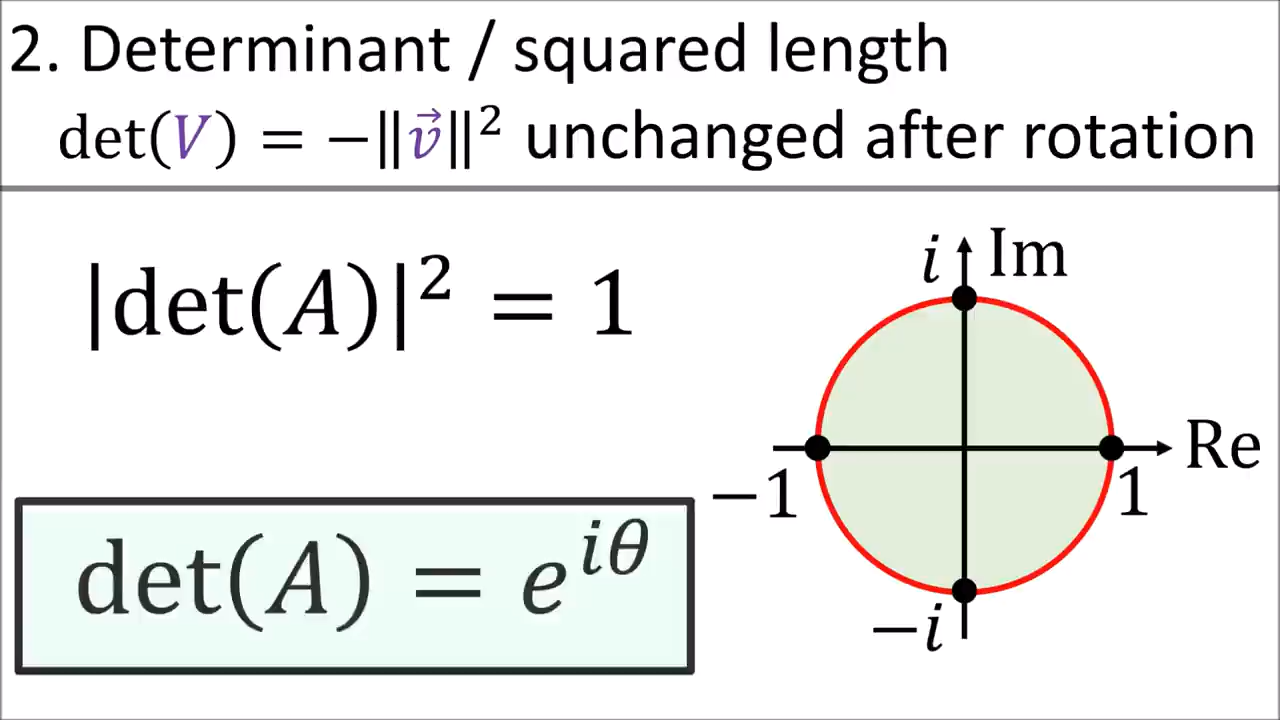 2. Determinant / squared length
det(V) = −‖v⃗‖² unchanged after rotation
|det(A)|² = 1
det(A) = e^{iθ}
i Im
Re
−1
1
−i